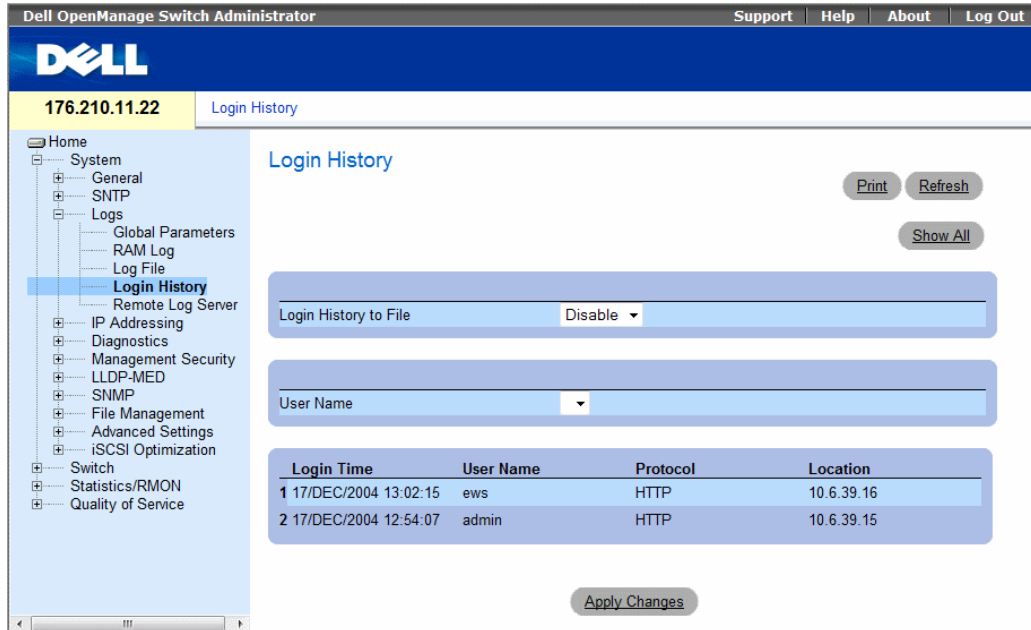 Dell OpenManage Switch Administrator Support Help About Log Out
DELL
176.210.11.22 Login History
Home
System
General
SNTP
Logs
Global Parameters
RAM Log
Log File
Login History
Remote Log Server
IP Addressing
Diagnostics
Management Security
LLDP-MED
SNMP
File Management
Advanced Settings
iSCSI Optimization
Switch
Statistics/RMON
Quality of Service
Login History
Print Refresh
Show All
Login History to File Disable
User Name
Login Time User Name Protocol Location
1 17/DEC/2004 13:02:15 ews HTTP 10.6.39.16
2 17/DEC/2004 12:54:07 admin HTTP 10.6.39.15
Apply Changes